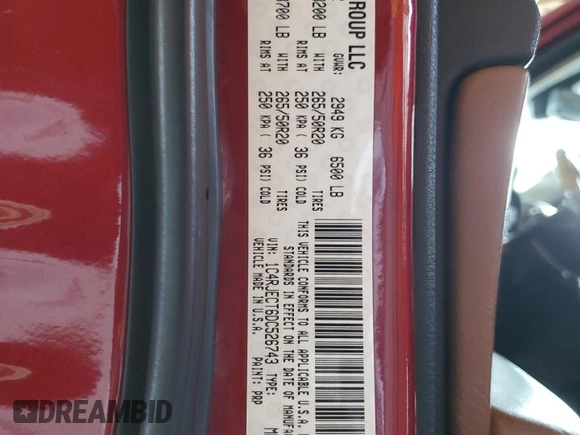 GROUP LLC
GVWR: 2949 KG 6500 LB
200 LB WITH 265/50R20 TIRES
RIMS AT 250 KPA ( 36 PSI) COLD
700 LB WITH 265/50R20 TIRES
RIMS AT 250 KPA ( 36 PSI) COLD
THIS VEHICLE CONFORMS TO ALL APPLICABLE U.S.A.
STANDARDS IN EFFECT ON THE DATE OF MANUFA
VIN: 1C4RJECT6DC526743 TYPE:
VEHICLE MADE IN U.S.A. PAINT: PRP
DREAMBID